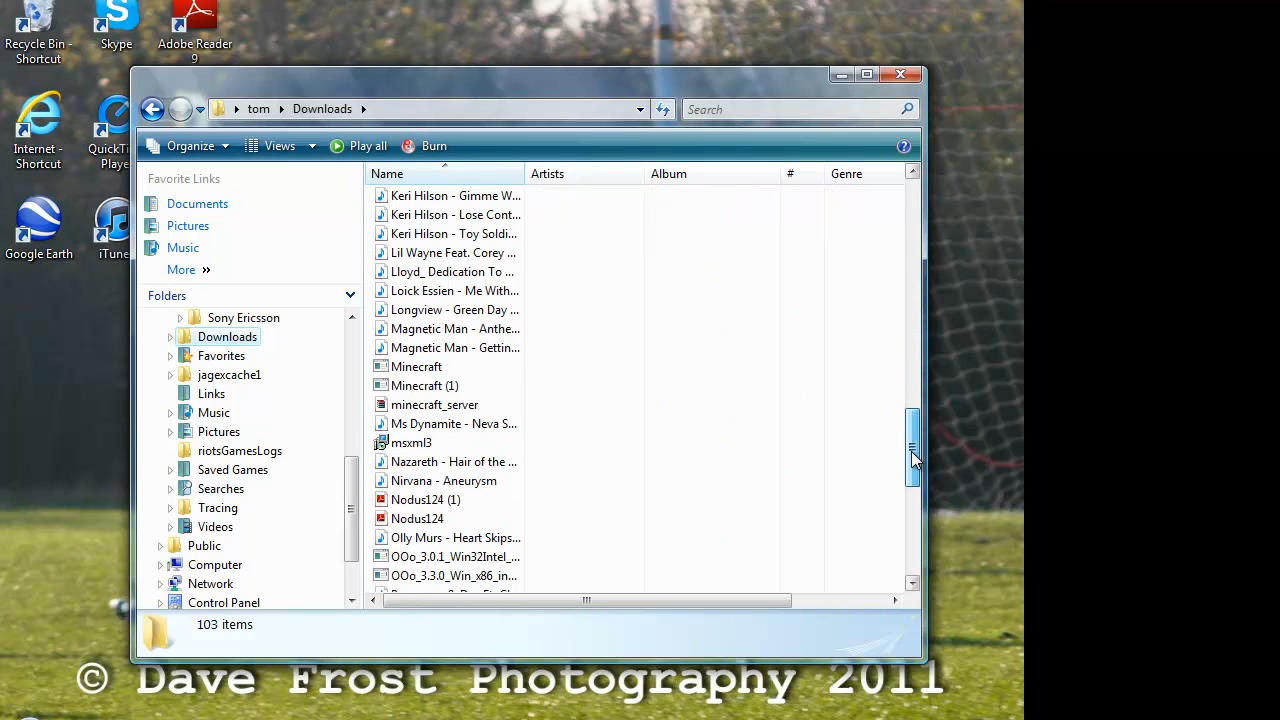 Recycle Bin - Shortcut
Skype
Adobe Reader 9
Internet - Shortcut
QuickTi
Playe
Google Earth
iTune
tom
Downloads
Search
Organize
Views
Play all
Burn
Favorite Links
Documents
Pictures
Music
More »
Folders
Sony Ericsson
Downloads
Favorites
jagexcache1
Links
Music
Pictures
riotsGamesLogs
Saved Games
Searches
Tracing
Videos
Public
Computer
Network
Control Panel
Name
Artists
Album
#
Genre
Keri Hilson - Gimme W...
Keri Hilson - Lose Cont...
Keri Hilson - Toy Soldi...
Lil Wayne Feat. Corey ...
Lloyd_ Dedication To ...
Loick Essien - Me With...
Longview - Green Day ...
Magnetic Man - Anthe...
Magnetic Man - Gettin...
Minecraft
Minecraft (1)
minecraft_server
Ms Dynamite - Neva S...
msxml3
Nazareth - Hair of the ...
Nirvana - Aneurysm
Nodus124 (1)
Nodus124
Olly Murs - Heart Skips...
OOo_3.0.1_Win32Intel_...
OOo_3.3.0_Win_x86_in...
103 items
© Dave Frost Photography 2011